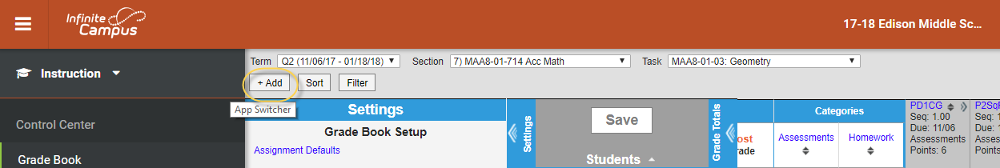 Infinite
Campus
17-18 Edison Middle Sc...
Instruction
Term Q2 (11/06/17 - 01/18/18) Section 7) MAA8-01-714 Acc Math Task MAA8-01-03: Geometry
+ Add Sort Filter
App Switcher
Control Center
Grade Book
Settings
Grade Book Setup
Assignment Defaults
Settings
Save
Students
Grade Totals
ost
rade
Categories
Assessments Homework
PD1CG
Seq: 1.00
Due: 11/06
Assessments
Points: 6
P2SqF
Seq: 1
Due: 1
Assess
Points: